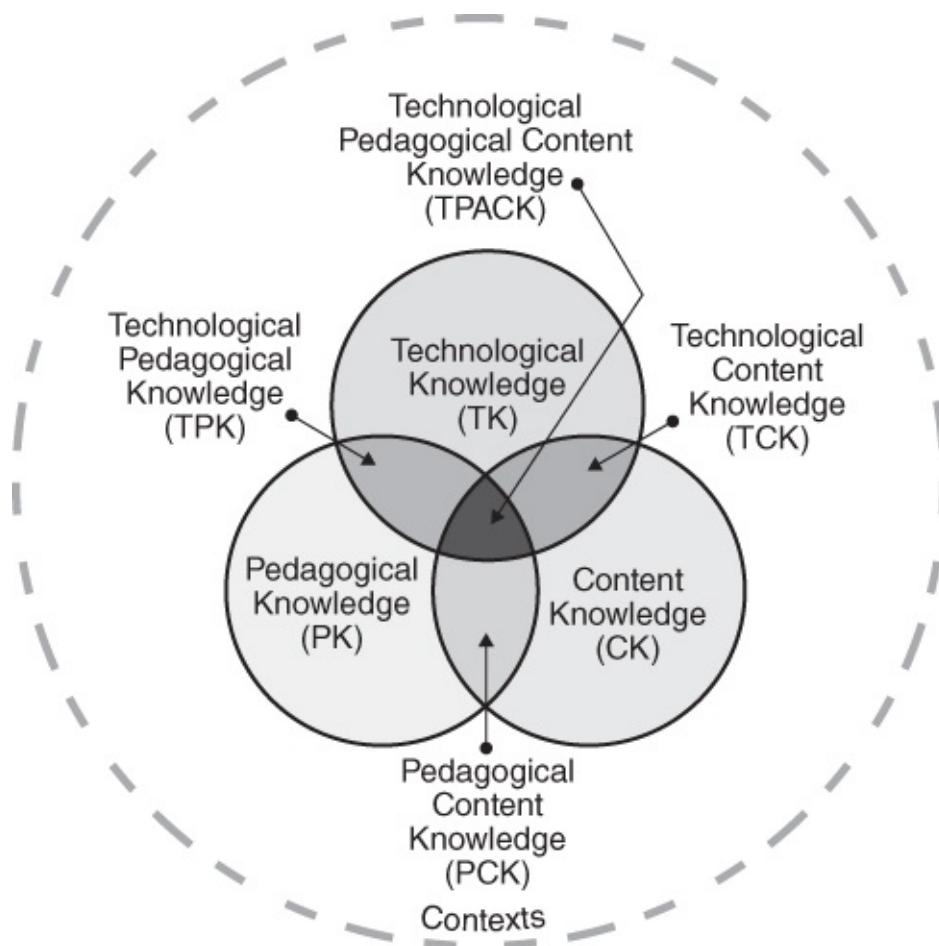 Technological
Pedagogical Content
Knowledge
(TPACK)
Technological
Pedagogical
Knowledge
(TPK)
Technological
Knowledge
(TK)
Technological
Content
Knowledge
(TCK)
Pedagogical
Knowledge
(PK)
Content
Knowledge
(CK)
Pedagogical
Content
Knowledge
(PCK)
Contexts